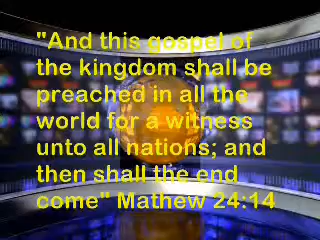 "And this gospel of
the kingdom shall be
preached in all the
world for a witness
unto all nations; and
then shall the end
come" Mathew 24:14